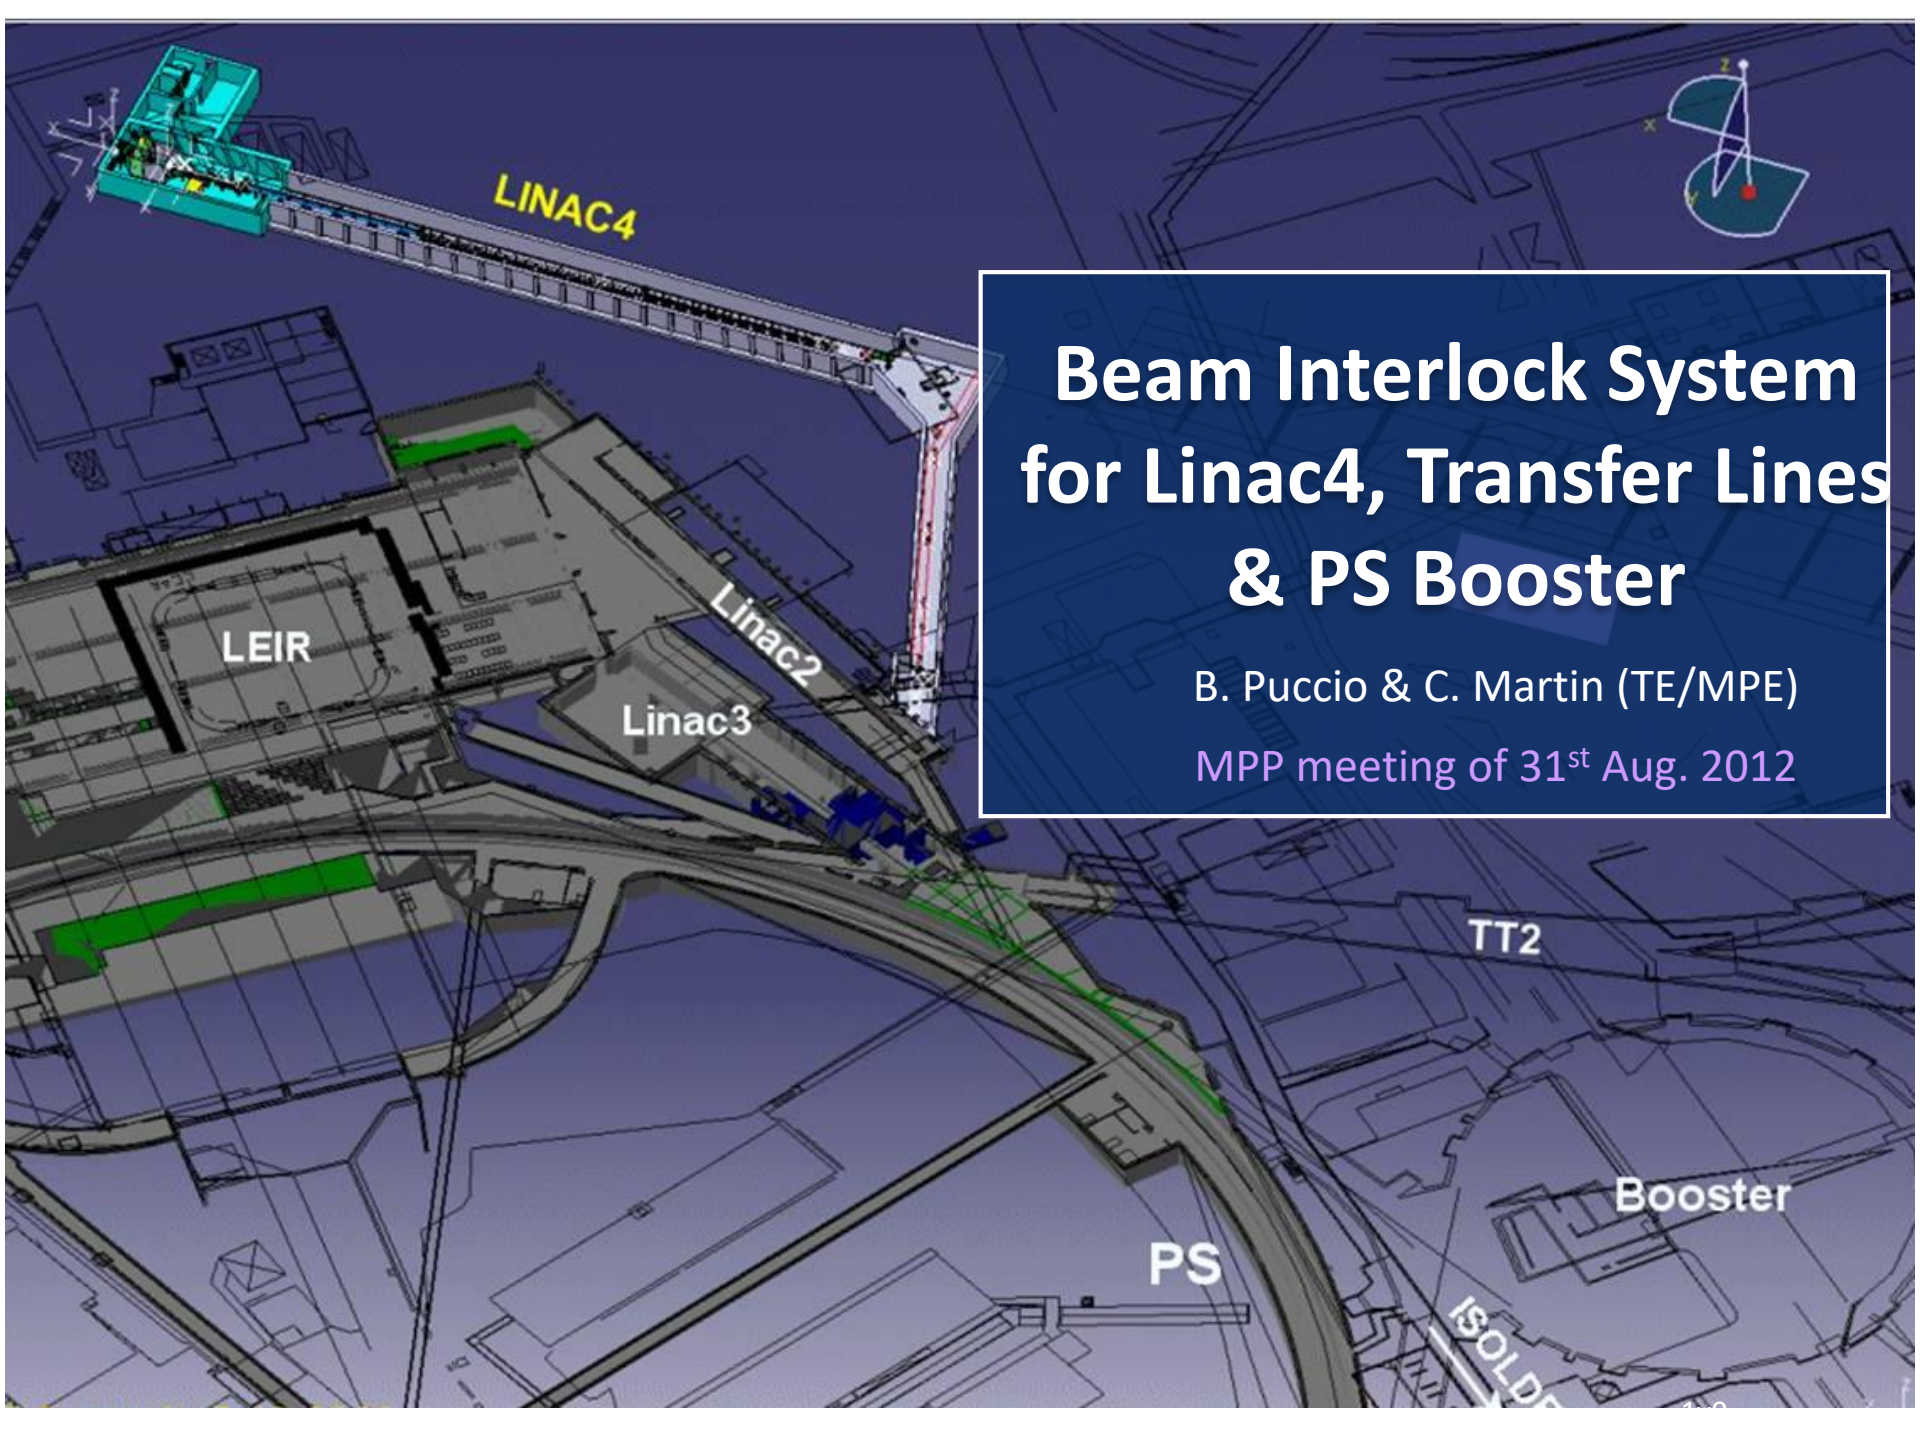 LINAC4
Beam Interlock System
for Linac4, Transfer Lines
& PS Booster
B. Puccio & C. Martin (TE/MPE)
MPP meeting of 31st Aug. 2012
LEIR
Linac2
Linac3
TT2
Booster
PS
z
x
y
z
x
x
y
x
z